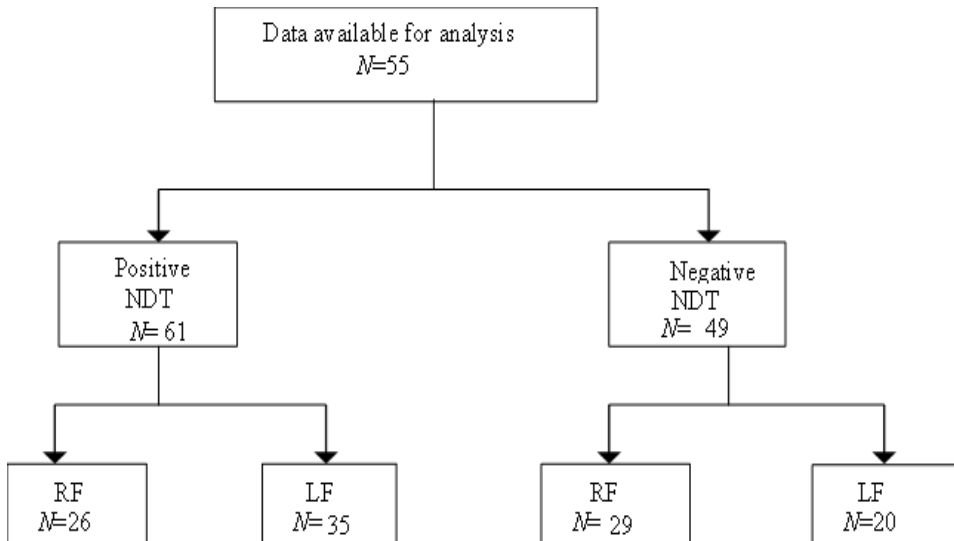 Data available for analysis
N=55
Positive
NDT
N= 61
Negative
NDT
N= 49
RF
N=26
LF
N=35
RF
N= 29
LF
N=20